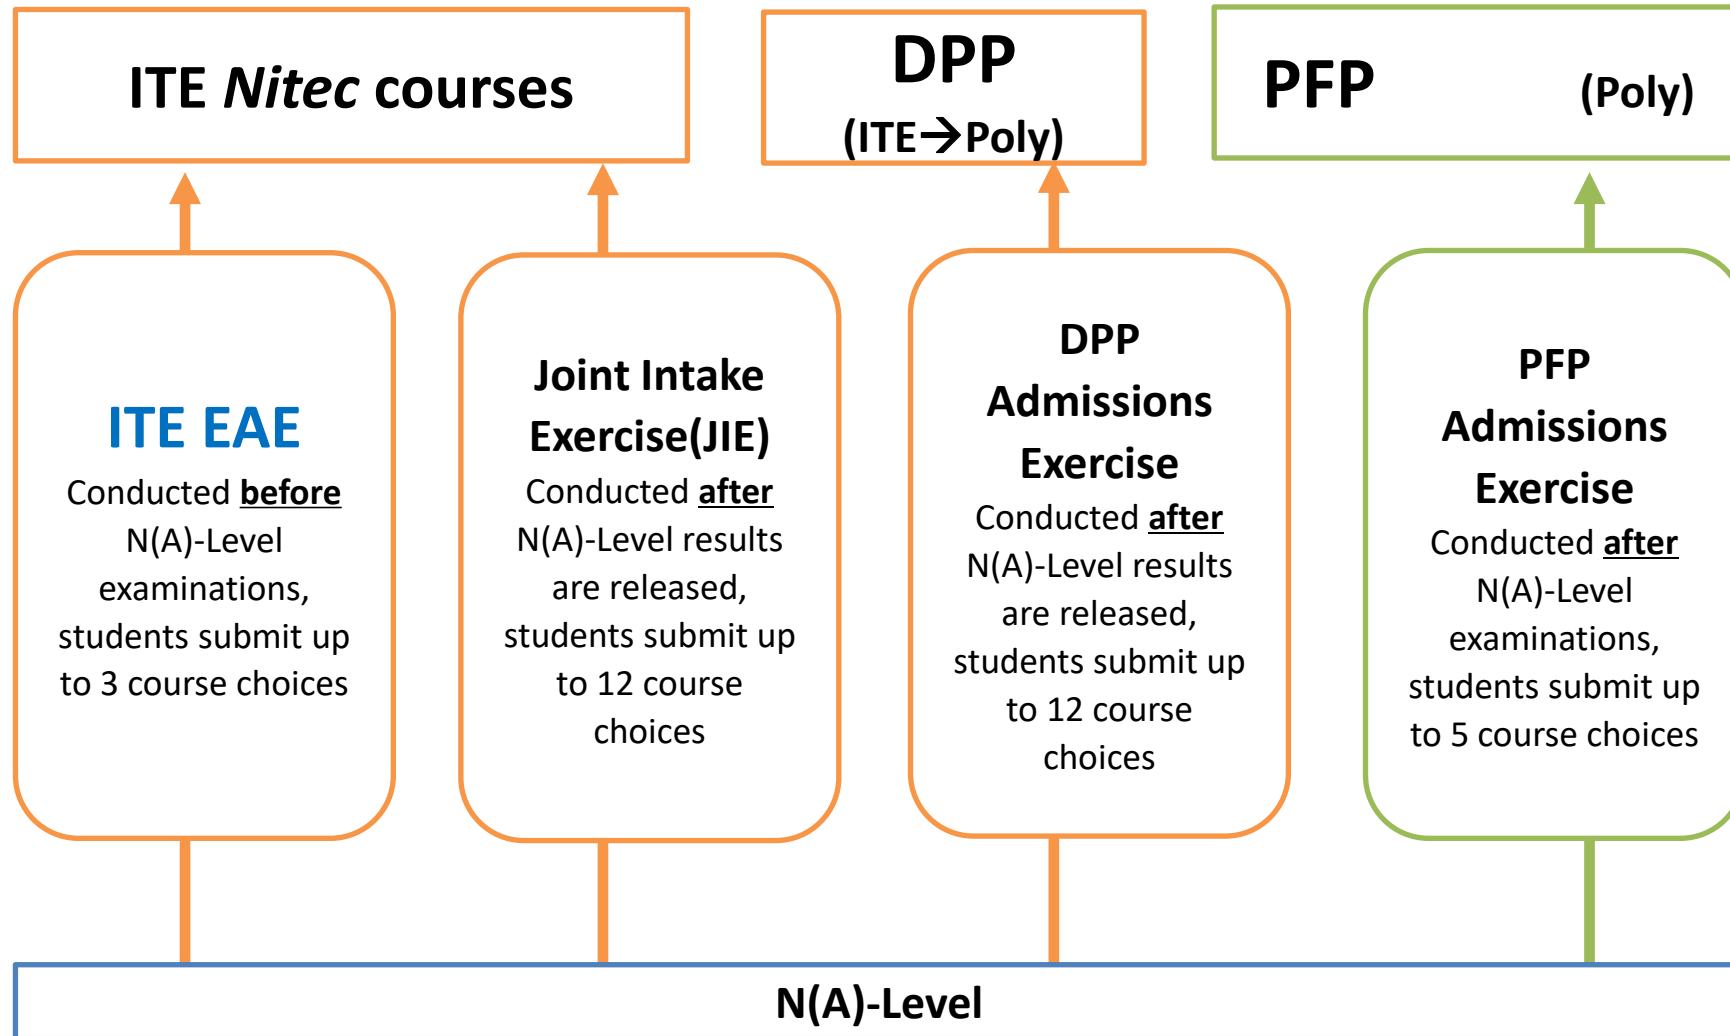 ITE Nitec courses
DPP
(ITE→Poly)
PFP (Poly)
ITE EAE
Conducted before
N(A)-Level
examinations,
students submit up
to 3 course choices
Joint Intake
Exercise(JIE)
Conducted after
N(A)-Level results
are released,
students submit up
to 12 course
choices
DPP
Admissions
Exercise
Conducted after
N(A)-Level results
are released,
students submit up
to 12 course
choices
PFP
Admissions
Exercise
Conducted after
N(A)-Level
examinations,
students submit up
to 5 course choices
N(A)-Level